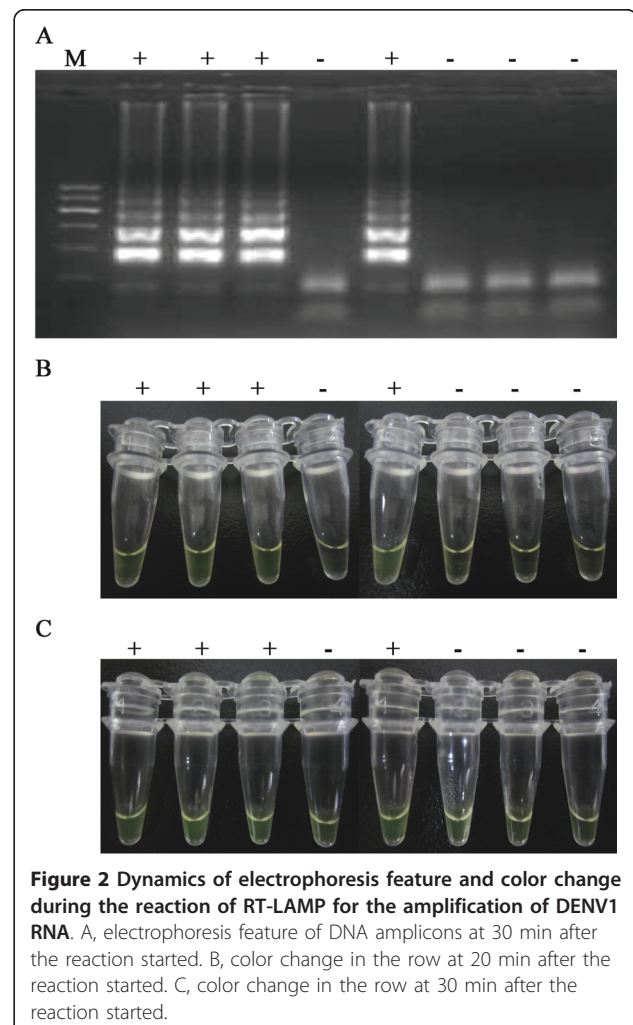 A
M + + + - + - - -
B
+ + + - + - - -
C
+ + + - + - - -
Figure 2 Dynamics of electrophoresis feature and color change
during the reaction of RT-LAMP for the amplification of DENV1
RNA. A, electrophoresis feature of DNA amplicons at 30 min after
the reaction started. B, color change in the row at 20 min after the
reaction started. C, color change in the row at 30 min after the
reaction started.